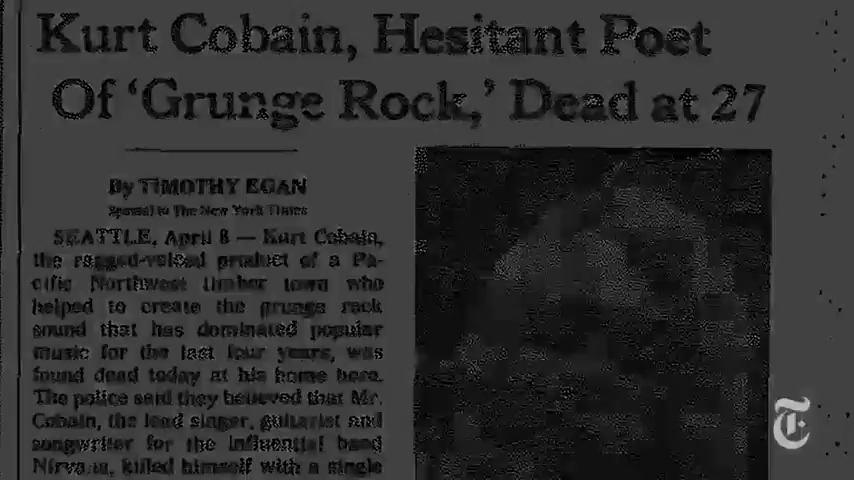 Kurt Cobain, Hesitant Poet
Of 'Grunge Rock,' Dead at 27
By TIMOTHY EGAN
Special to The New York Times
SEATTLE, April 8 — Kurt Cobain,
the ragged-voiced product of a Pa-
cific Northwest timber town who
helped to create the grunge rock
sound that has dominated popular
music for the last four years, was
found dead today at his home here.
The police said they believed that Mr.
Cobain, the lead singer, guitarist and
songwriter for the influential band
Nirvana, killed himself with a single
T